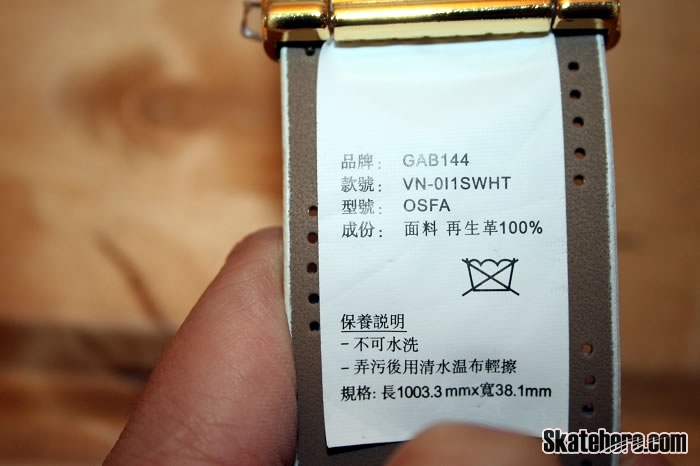 品牌: GAB144
款號: VN-0I1SWHT
型號: OSFA
成份: 面料 再生革100%
保養説明
- 不可水洗
- 弄污後用清水温布輕擦
規格: 長1003.3mmx寬38.1mm
Skatehero.com